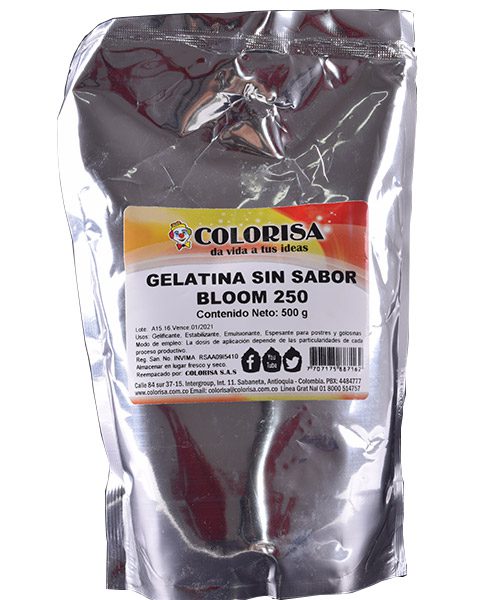 COLORISA
da vida a tus ideas
GELATINA SIN SABOR
BLOOM 250
Contenido Neto: 500 g
Lote. A15.16.Vence.01/2021
Usos: Gelificante, Estabilizante, Emulsionante, Espesante para postres y golosinas
Modo de empleo: La dosis de aplicación depende de las particularidades de cada
proceso productivo.
Reg. San. No. INVIMA RSAA09I5410
Almacenar en lugar fresco y seco.
Reempacado por: COLORISA S.A.S
You
Tube
7707175887162
Calle 84 sur 37-15. Intergroup, Int. 11. Sabaneta, Antioquia - Colombia. PBX: 4484777
www.colorisa.com.co Email: colorisa@colorisa.com.co Linea Grat Nal 01 8000 514757